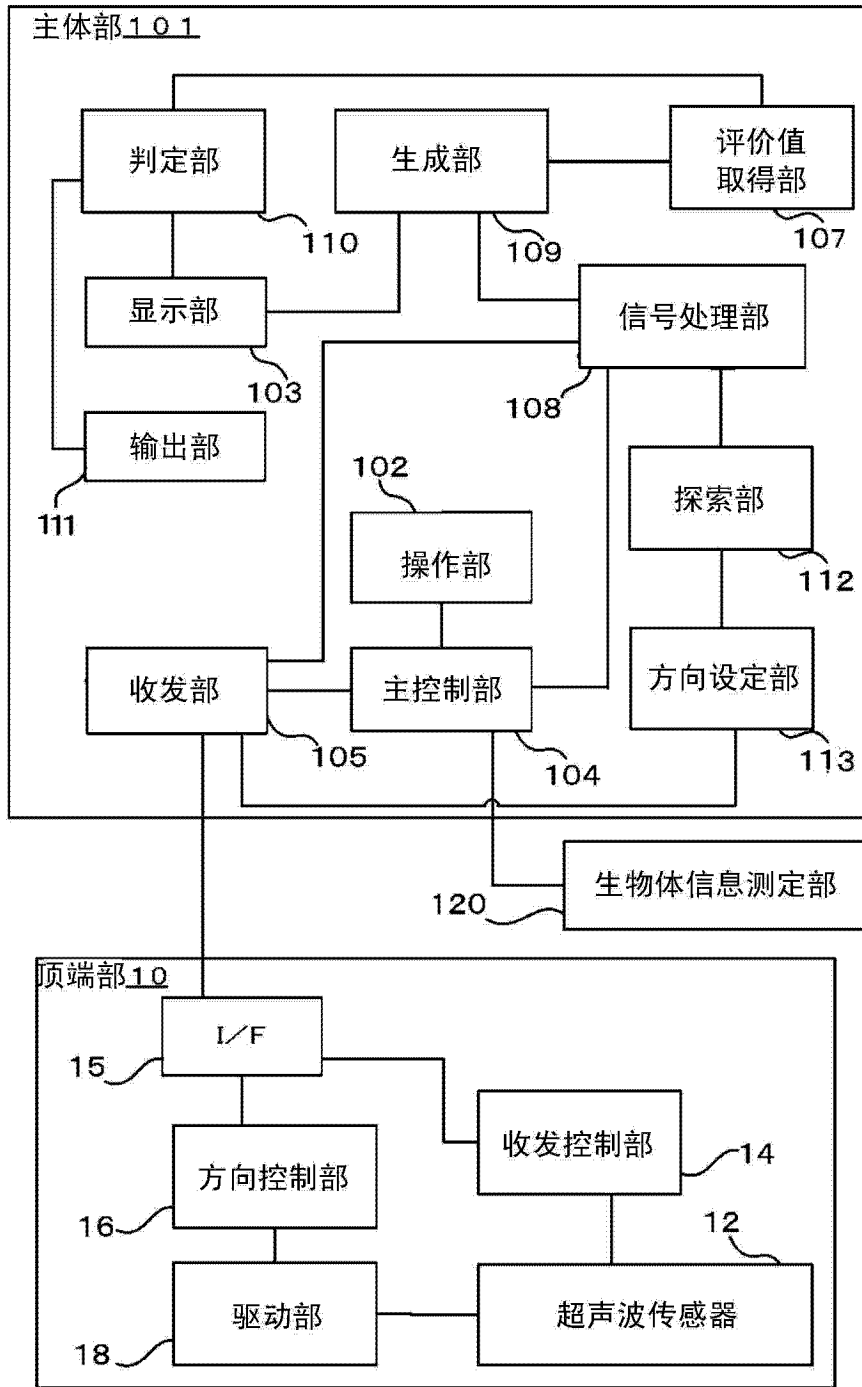 主体部101
判定部
110
生成部
109
评价值
取得部
107
显示部
103
信号处理部
108
输出部
111
102
操作部
探索部
112
收发部
105
主控制部
104
方向设定部
113
生物体信息测定部
120
顶端部10
I/F
15
收发控制部
14
方向控制部
16
12
驱动部
18
超声波传感器